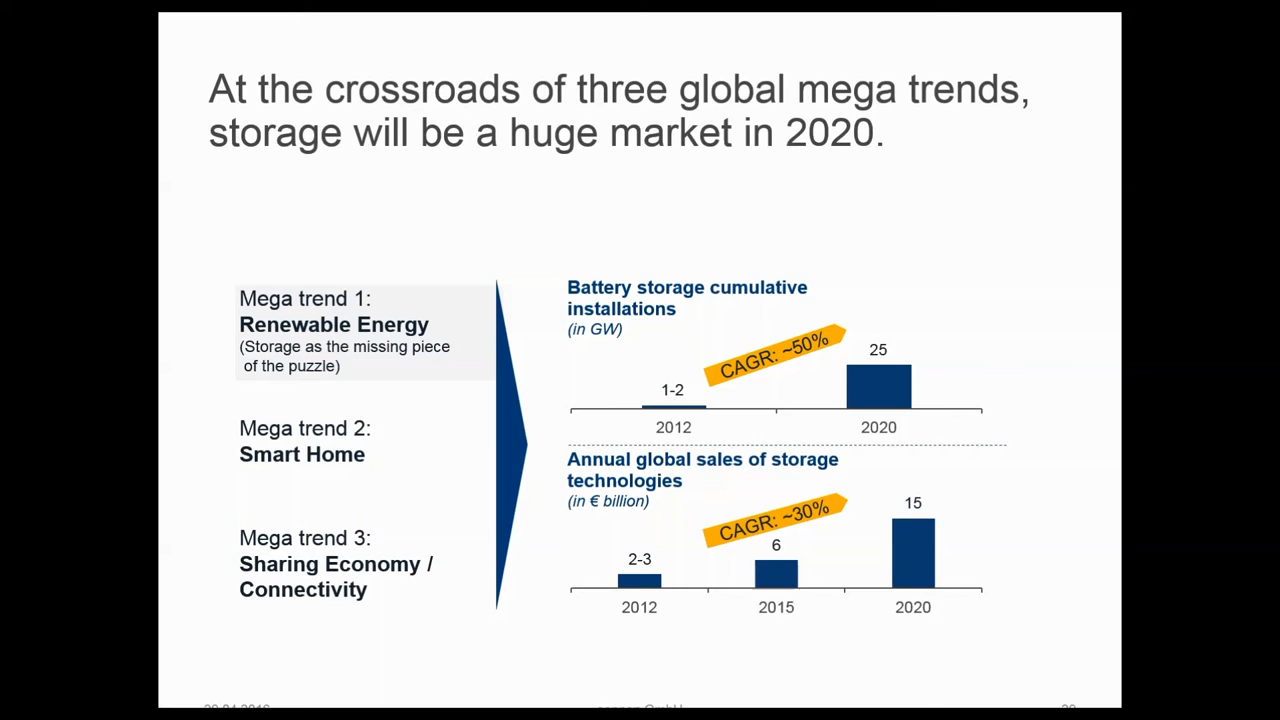 At the crossroads of three global mega trends,
storage will be a huge market in 2020.
Mega trend 1:
Renewable Energy
(Storage as the missing piece
of the puzzle)
Mega trend 2:
Smart Home
Mega trend 3:
Sharing Economy /
Connectivity
Battery storage cumulative
installations
(in GW)
CAGR: ~50%
1-2
25
2012
2020
Annual global sales of storage
technologies
(in € billion)
CAGR: ~30%
2-3
6
15
2012
2015
2020